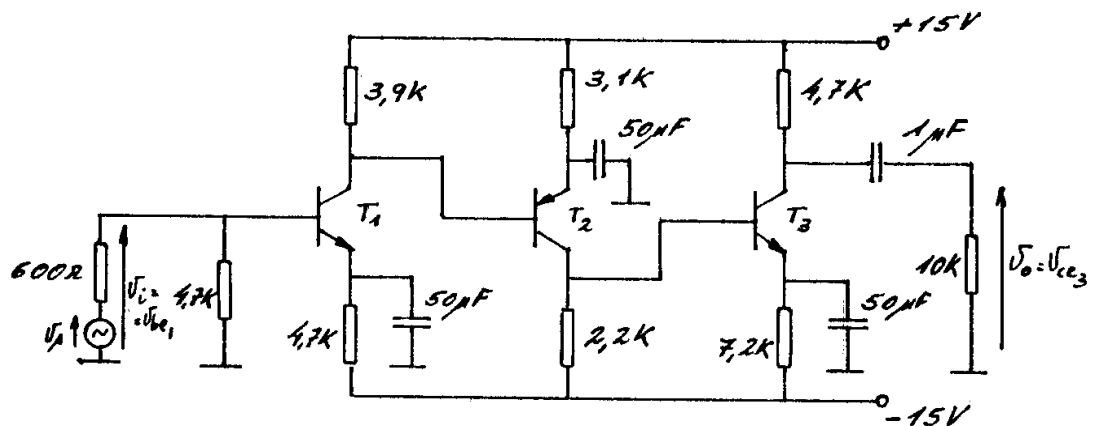 +15V
3,9K
3,1K
4,7K
50µF
1µF
T1
T2
T3
600Ω
vi=
=vbe1
4,7K
50µF
10K
vo=vce3
50µF
vs
4,7K
2,2K
7,2K
-15V